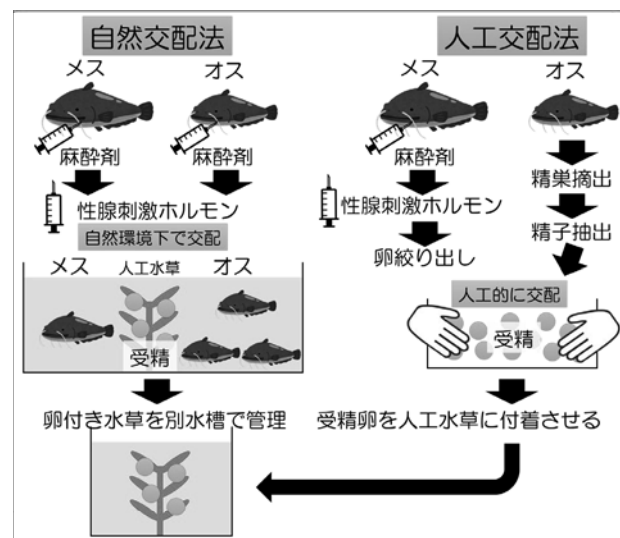 自然交配法
メス
オス
麻酔剤
麻酔剤
性腺刺激ホルモン
自然環境下で交配
メス
人工水草
オス
受精
卵付き水草を別水槽で管理
人工交配法
メス
オス
麻酔剤
性腺刺激ホルモン
卵絞り出し
精巣摘出
精子抽出
人工的に交配
受精
受精卵を人工水草に付着させる